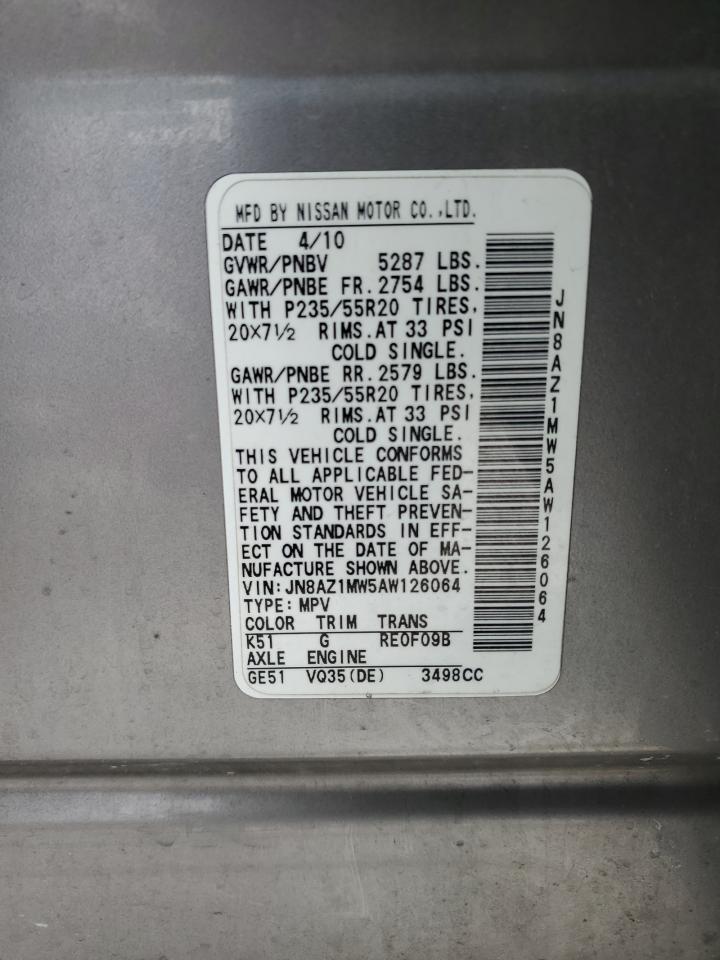 MFD BY NISSAN MOTOR CO.,LTD.
DATE 4/10
GVWR/PNBV 5287 LBS.
GAWR/PNBE FR. 2754 LBS.
WITH P235/55R20 TIRES,
20X7½ RIMS. AT 33 PSI
COLD SINGLE.
GAWR/PNBE RR. 2579 LBS.
WITH P235/55R20 TIRES,
20X7½ RIMS. AT 33 PSI
COLD SINGLE.
THIS VEHICLE CONFORMS
TO ALL APPLICABLE FED-
ERAL MOTOR VEHICLE SA-
FETY AND THEFT PREVEN-
TION STANDARDS IN EFF-
ECT ON THE DATE OF MA-
NUFACTURE SHOWN ABOVE.
VIN: JN8AZ1MW5AW126064
TYPE: MPV
COLOR TRIM TRANS
K51 G RE0F09B
AXLE ENGINE
GE51 VQ35(DE) 3498CC
JN8AZ1MW5AW126064